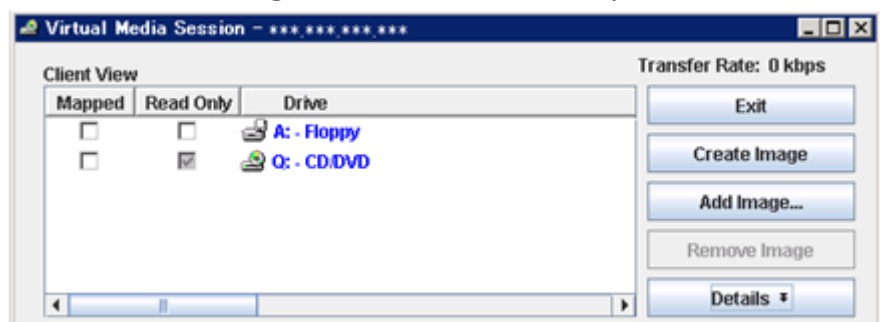 Virtual Media Session - ***.***.***.***
Client View
Transfer Rate: 0 kbps
Mapped Read Only Drive
A: - Floppy
Q: - CD/DVD
Exit
Create Image
Add Image...
Remove Image
Details